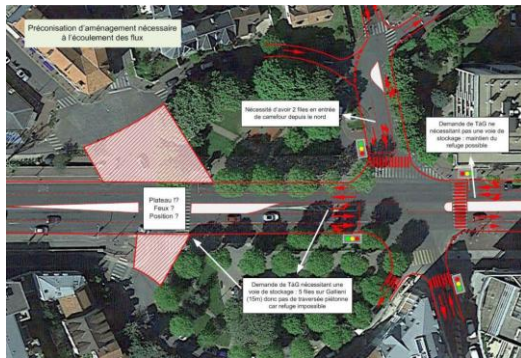 Préconisation d'aménagement nécessaire
à l'écoulement des flux
Nécessité d'avoir 2 files en entrée
de carrefour depuis le nord
Demande de TàG ne
nécessitant pas une voie de
stockage : maintien du
refuge possible
Plateau !?
Feux ?
Position ?
Demande de TàG nécessitant une
voie de stockage : 5 files sur Gallieni
(15m) donc pas de traversée piétonne
car refuge impossible